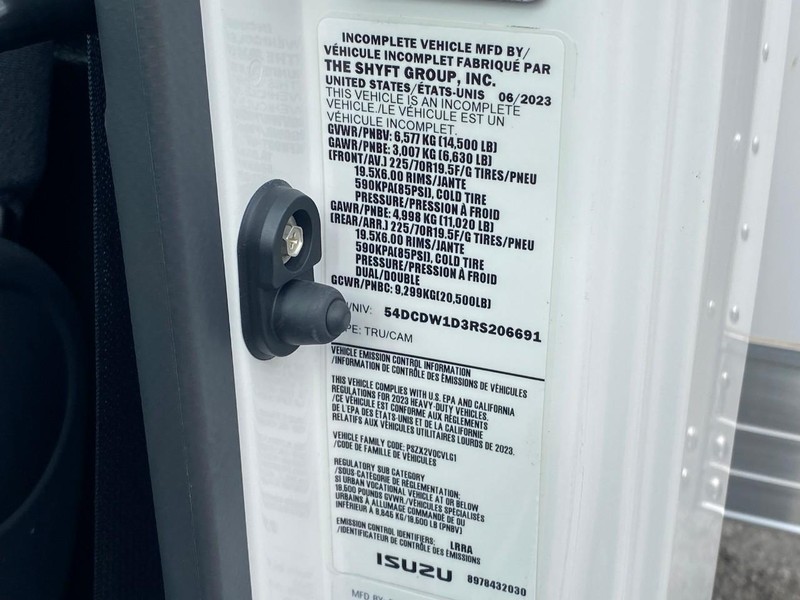 INCOMPLETE VEHICLE MFD BY/
VÉHICULE INCOMPLET FABRIQUÉ PAR
THE SHYFT GROUP, INC.
UNITED STATES/ÉTATS-UNIS 06/2023
THIS VEHICLE IS AN INCOMPLETE
VEHICLE./LE VÉHICULE EST UN
VÉHICULE INCOMPLET.
GVWR/PNBV: 6,577 KG (14,500 LB)
GAWR/PNBE: 3,007 KG (6,630 LB)
(FRONT/AV.) 225/70R19.5F/G TIRES/PNEU
19.5X6.00 RIMS/JANTE
590KPA(85PSI), COLD TIRE
PRESSURE/PRESSION À FROID
GAWR/PNBE: 4,998 KG (11,020 LB)
(REAR/ARR.) 225/70R19.5F/G TIRES/PNEU
19.5X6.00 RIMS/JANTE
590KPA(85PSI), COLD TIRE
PRESSURE/PRESSION À FROID
DUAL/DOUBLE
GCWR/PNBC: 9,299KG(20,500LB)
/NIV: 54DCDW1D3RS206691
PE: TRU/CAM
VEHICLE EMISSION CONTROL INFORMATION
/INFORMATION DE CONTRÔLE DES ÉMISSIONS DE VÉHICULES
THIS VEHICLE COMPLIES WITH U.S. EPA AND CALIFORNIA
REGULATIONS FOR 2023 HEAVY-DUTY VEHICLES.
/CE VÉHICULE EST CONFORME AUX RÈGLEMENTS
DE L'EPA DES ÉTATS-UNIS ET DE LA CALIFORNIE
RELATIFS AUX VÉHICULES UTILITAIRES LOURDS DE 2023.
VEHICLE FAMILY CODE: PSZX2VOCVLG1
/CODE DE FAMILLE DE VÉHICULES
REGULATORY SUB CATEGORY
/SOUS-CATÉGORIE DE RÉGLEMENTATION:
SI URBAN VOCATIONAL VEHICLE AT OR BELOW
19,500 POUNDS GVWR /VÉHICULES SPÉCIALISÉS
URBAINS À ALLUMAGE COMMANDÉ DE OU
INFÉRIEUR À 8,845 KG/19,500 LB (PNBV)
EMISSION CONTROL IDENTIFIERS: LRRA
/IDENTIFICATEUR DE CONTRÔLE DES ÉMISSIONS
ISUZU 8978432030
MFD BY